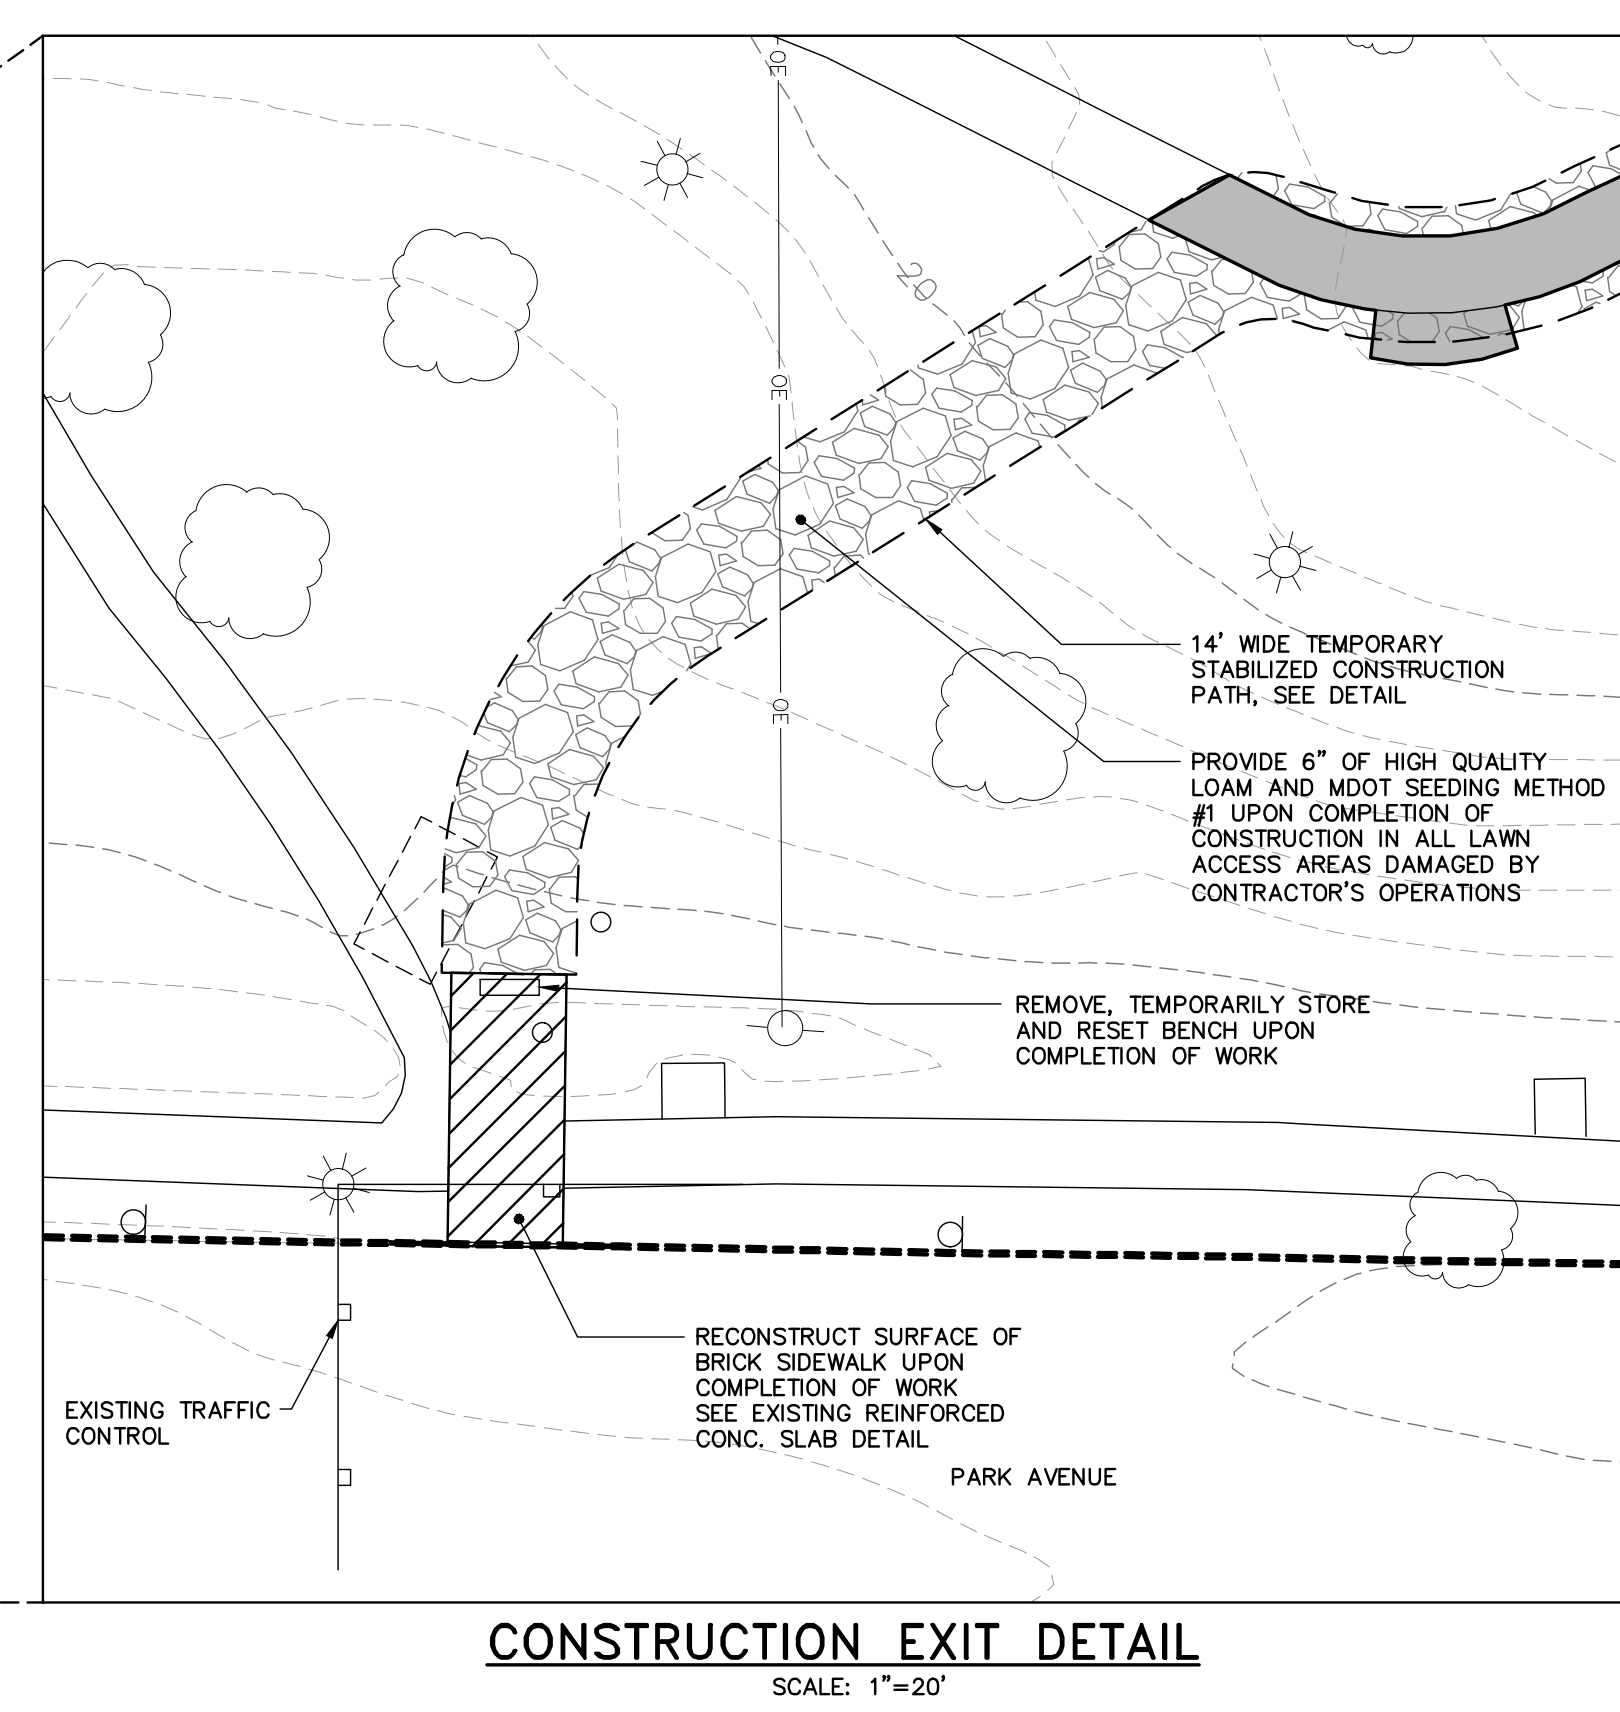 OE
20
OE
14' WIDE TEMPORARY
STABILIZED CONSTRUCTION
PATH, SEE DETAIL
OE
PROVIDE 6" OF HIGH QUALITY
LOAM AND MDOT SEEDING METHOD
#1 UPON COMPLETION OF
CONSTRUCTION IN ALL LAWN
ACCESS AREAS DAMAGED BY
CONTRACTOR'S OPERATIONS
REMOVE, TEMPORARILY STORE
AND RESET BENCH UPON
COMPLETION OF WORK
RECONSTRUCT SURFACE OF
BRICK SIDEWALK UPON
COMPLETION OF WORK
SEE EXISTING REINFORCED
CONC. SLAB DETAIL
EXISTING TRAFFIC
CONTROL
PARK AVENUE
CONSTRUCTION EXIT DETAIL
SCALE: 1"=20'